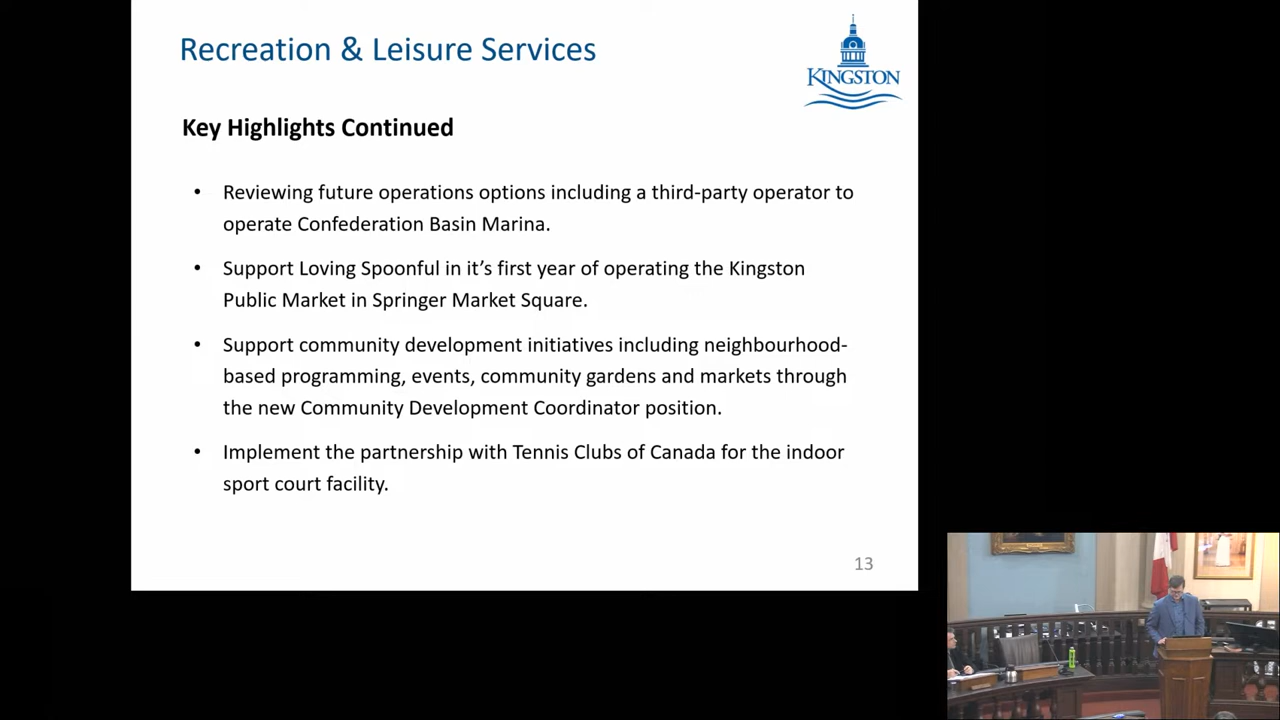 Recreation & Leisure Services
KINGSTON
Key Highlights Continued
• Reviewing future operations options including a third-party operator to
operate Confederation Basin Marina.
• Support Loving Spoonful in it’s first year of operating the Kingston
Public Market in Springer Market Square.
• Support community development initiatives including neighbourhood-
based programming, events, community gardens and markets through
the new Community Development Coordinator position.
• Implement the partnership with Tennis Clubs of Canada for the indoor
sport court facility.
13